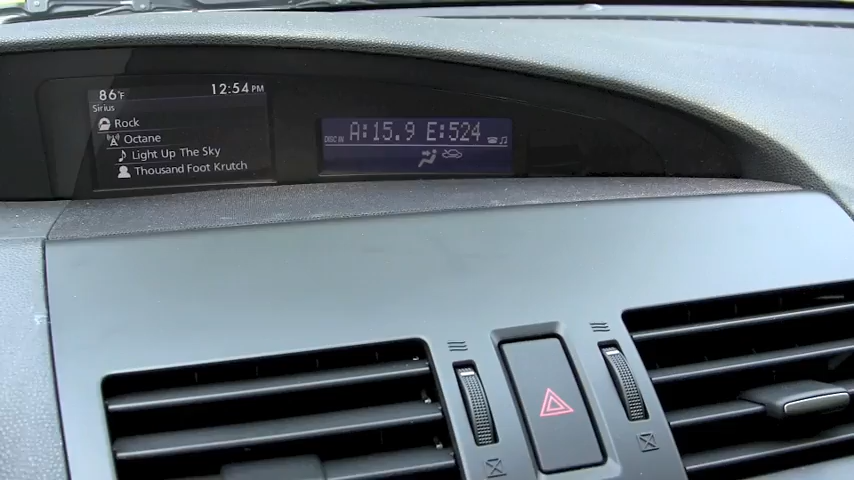 86°F 12:54 PM
Sirius
Rock
Octane
Light Up The Sky
Thousand Foot Krutch
DISC IN A:15.9 E:524